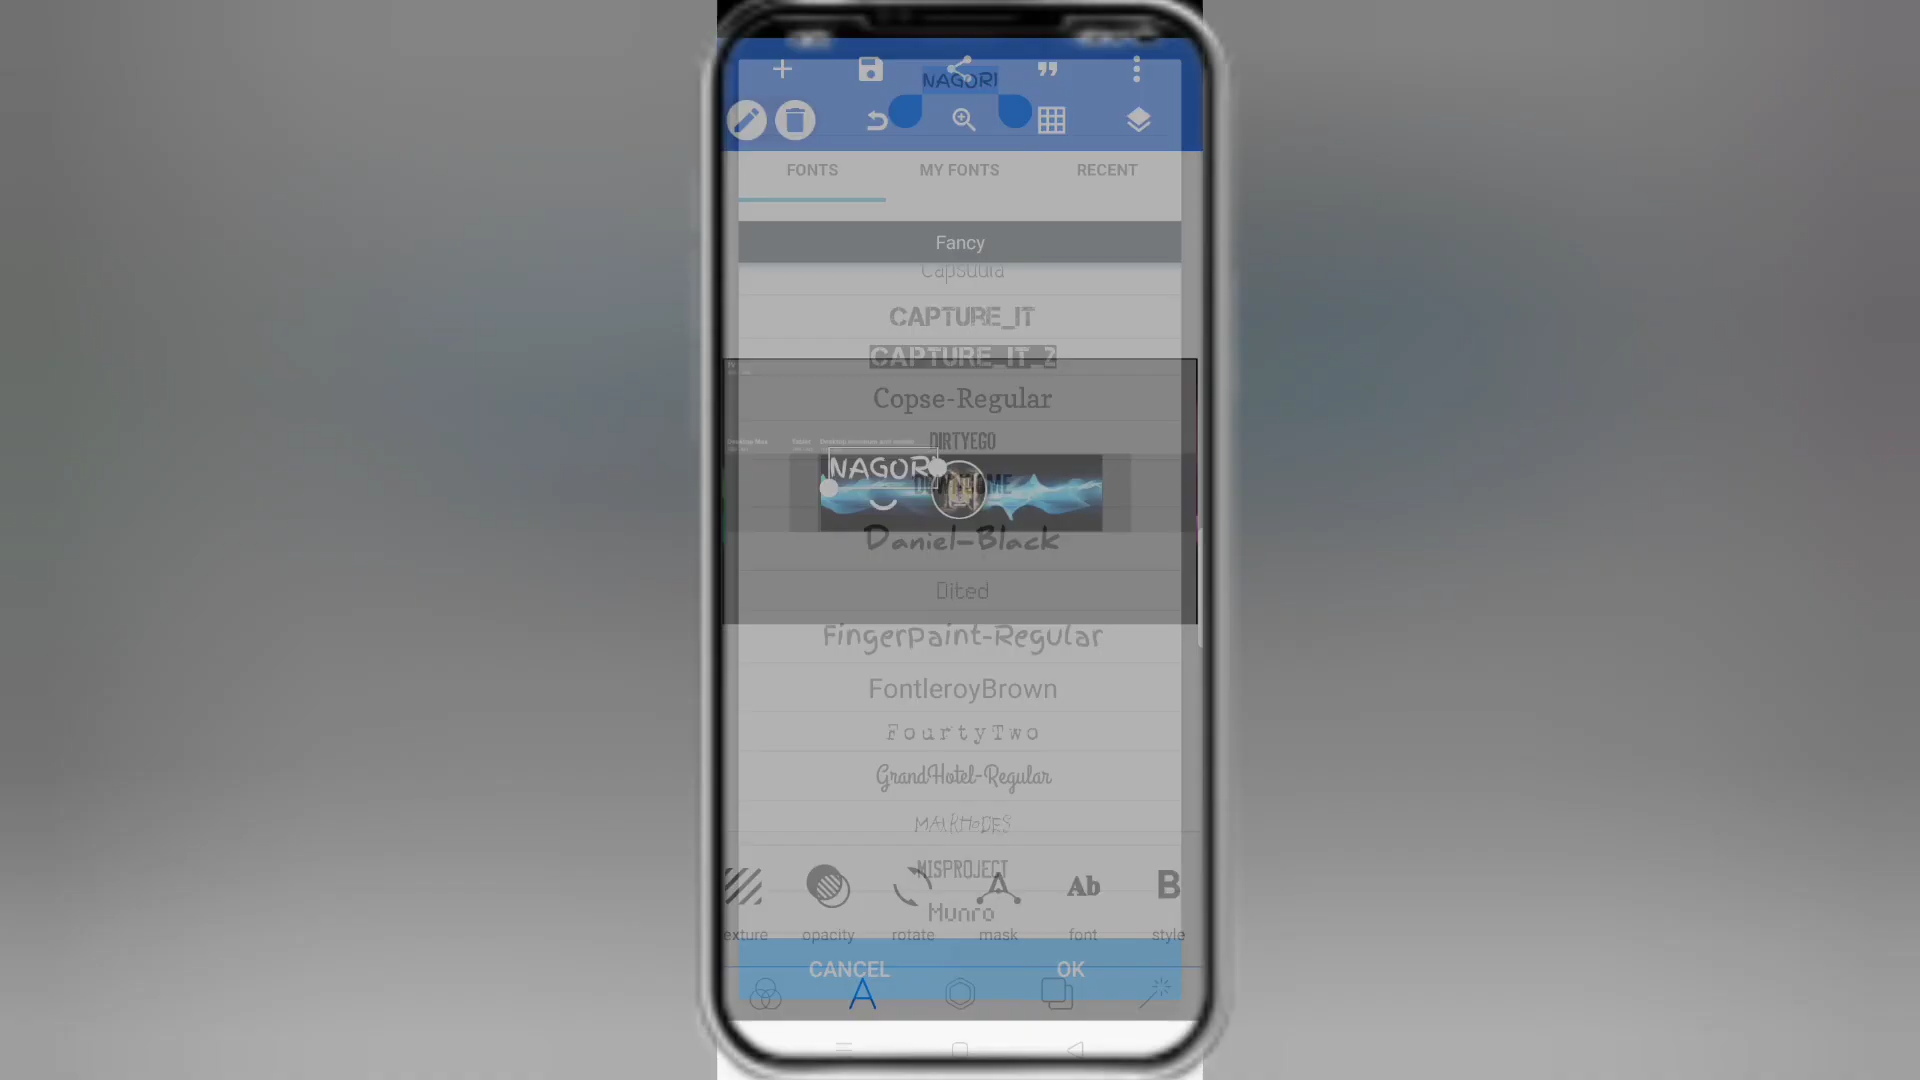 NAGORI
FONTS
MY FONTS
RECENT
Fancy
Capsuula
CAPTURE_IT
CAPTURE_IT_2
Copse-Regular
DIRTYEGO
NAGORI
Daniel-Black
Dited
FingerPaint-Regular
FontleroyBrown
FourtyTwo
GrandHotel-Regular
MISPROJECT
Munro
Ab
B
exture
opacity
rotate
mask
font
style
CANCEL
OK